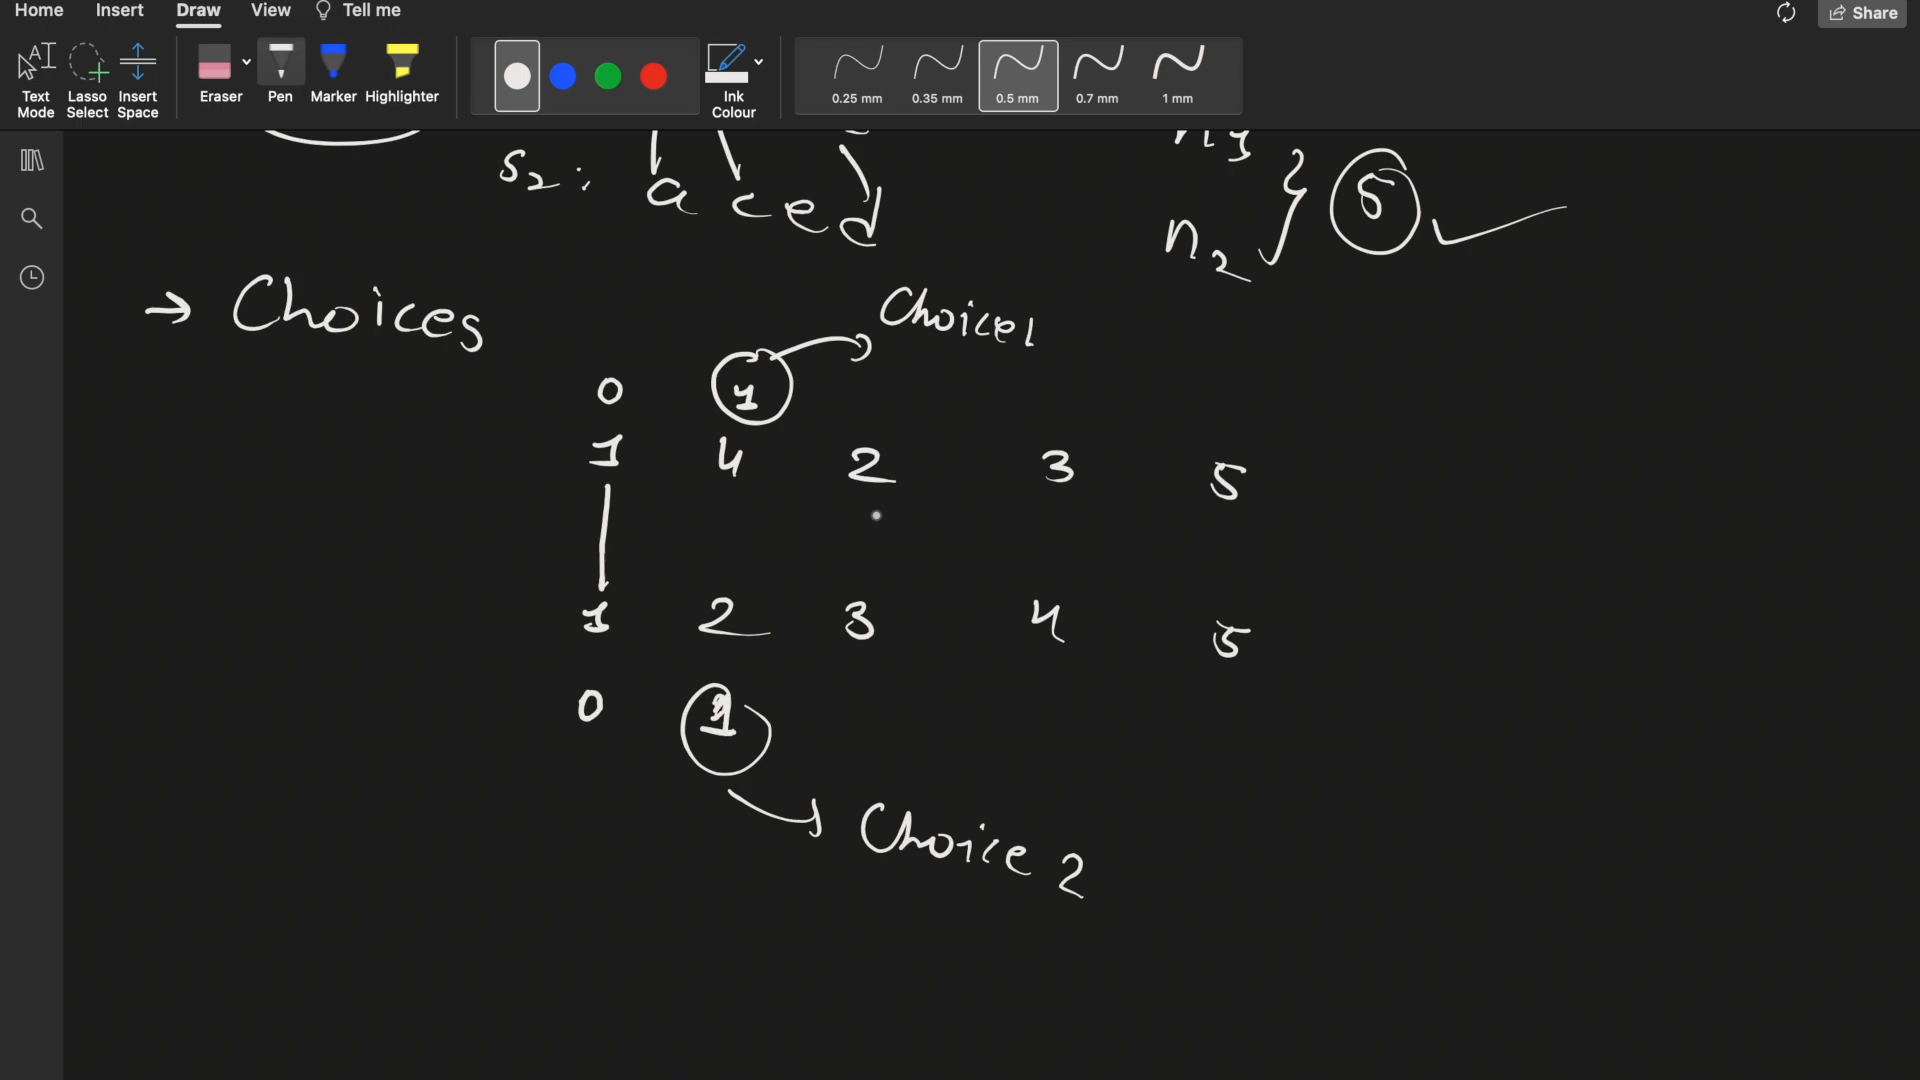 Home Insert Draw View Tell me Share
Text Mode Lasso Select Insert Space Eraser Pen Marker Highlighter Ink Colour 0.25 mm 0.35 mm 0.5 mm 0.7 mm 1 mm
S2 : a c e d
n2 } 5
→ Choices
Choice1
0 1
1 4 2 3 5
1 2 3 4 5
0 1
Choice 2